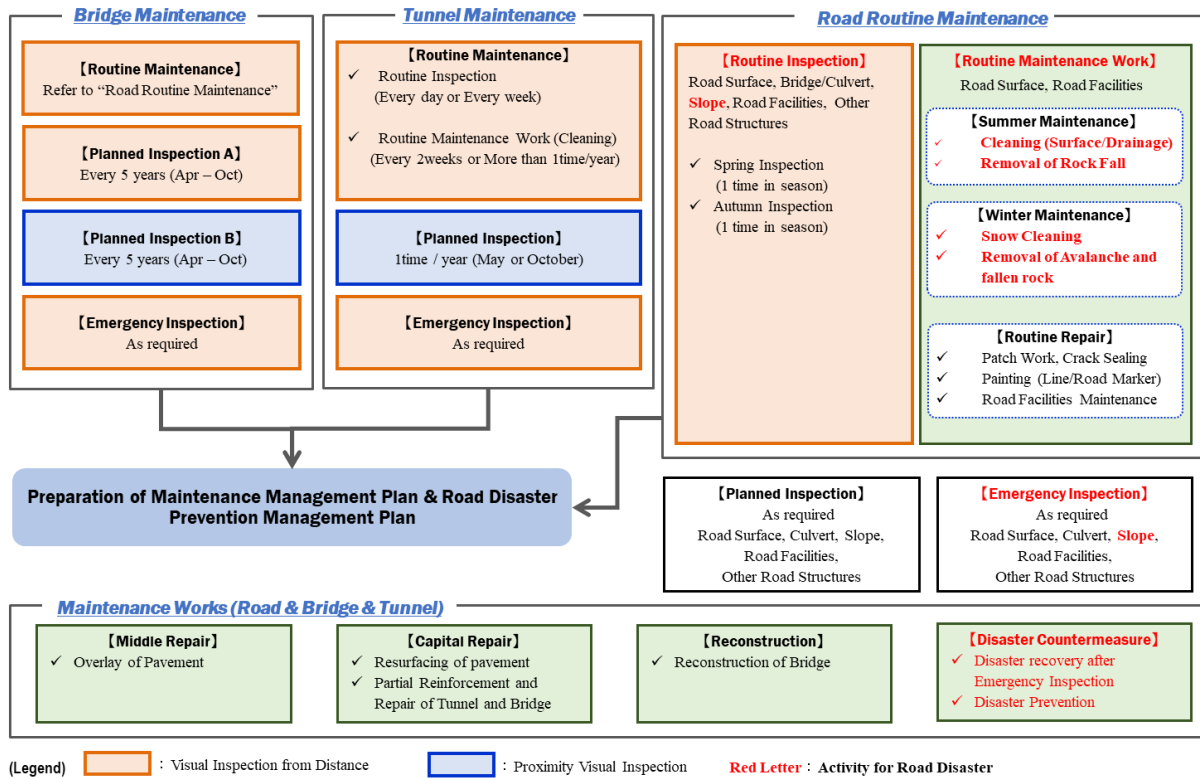 Bridge Maintenance
【Routine Maintenance】
Refer to “Road Routine Maintenance”
【Planned Inspection A】
Every 5 years (Apr – Oct)
【Planned Inspection B】
Every 5 years (Apr – Oct)
【Emergency Inspection】
As required
Tunnel Maintenance
【Routine Maintenance】
✓ Routine Inspection
(Every day or Every week)
✓ Routine Maintenance Work (Cleaning)
(Every 2weeks or More than 1time/year)
【Planned Inspection】
1time / year (May or October)
【Emergency Inspection】
As required
Road Routine Maintenance
【Routine Inspection】
Road Surface, Bridge/Culvert,
Slope, Road Facilities, Other
Road Structures
✓ Spring Inspection
(1 time in season)
✓ Autumn Inspection
(1 time in season)
【Routine Maintenance Work】
Road Surface, Road Facilities
【Summer Maintenance】
✓ Cleaning (Surface/Drainage)
✓ Removal of Rock Fall
【Winter Maintenance】
✓ Snow Cleaning
✓ Removal of Avalanche and
fallen rock
【Routine Repair】
✓ Patch Work, Crack Sealing
✓ Painting (Line/Road Marker)
✓ Road Facilities Maintenance
Preparation of Maintenance Management Plan & Road Disaster
Prevention Management Plan
【Planned Inspection】
As required
Road Surface, Culvert, Slope,
Road Facilities,
Other Road Structures
【Emergency Inspection】
As required
Road Surface, Culvert, Slope,
Road Facilities,
Other Road Structures
Maintenance Works (Road & Bridge & Tunnel)
【Middle Repair】
✓ Overlay of Pavement
【Capital Repair】
✓ Resurfacing of pavement
✓ Partial Reinforcement and
Repair of Tunnel and Bridge
【Reconstruction】
✓ Reconstruction of Bridge
【Disaster Countermeasure】
✓ Disaster recovery after
Emergency Inspection
✓ Disaster Prevention
(Legend) : Visual Inspection from Distance : Proximity Visual Inspection Red Letter : Activity for Road Disaster